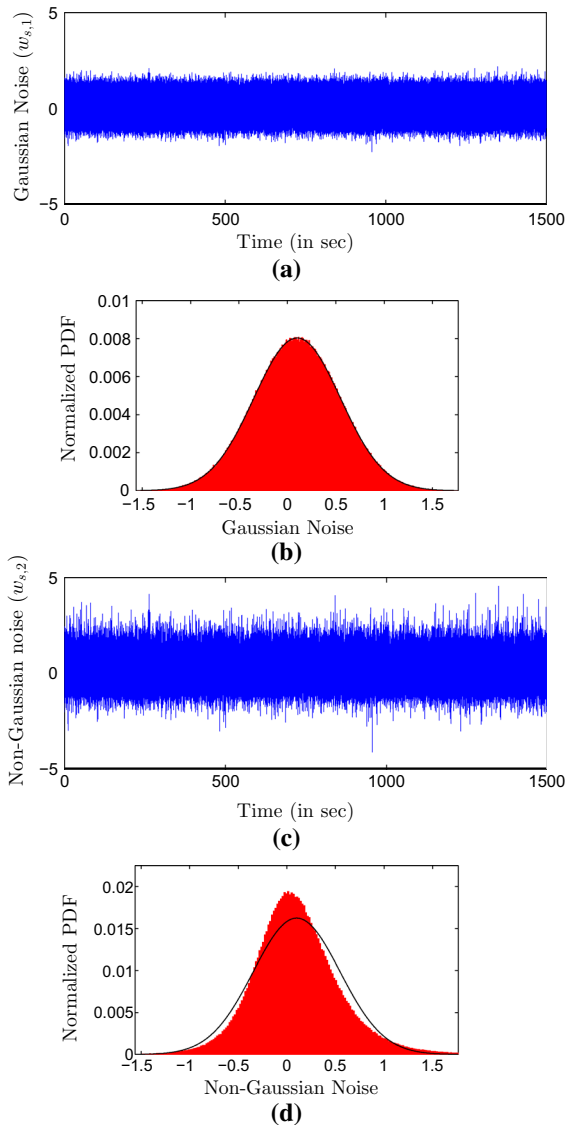 Gaussian Noise (w_{s,1})
5
0
−5
0 500 1000 1500
Time (in sec)
(a)
Normalized PDF
0.01
0.008
0.006
0.004
0.002
0
−1.5 −1 −0.5 0 0.5 1 1.5
Gaussian Noise
(b)
Non-Gaussian noise (w_{s,2})
5
0
−5
0 500 1000 1500
Time (in sec)
(c)
Normalized PDF
0.02
0.015
0.01
0.005
0
-1.5 -1 -0.5 0 0.5 1 1.5
Non-Gaussian Noise
(d)